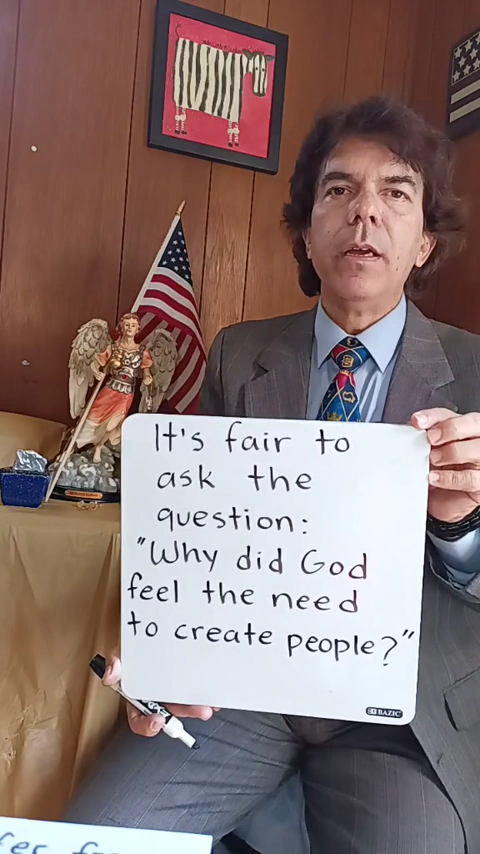 It's fair to
ask the
question:
"Why did God
feel the need
to create people?"
BAZIC